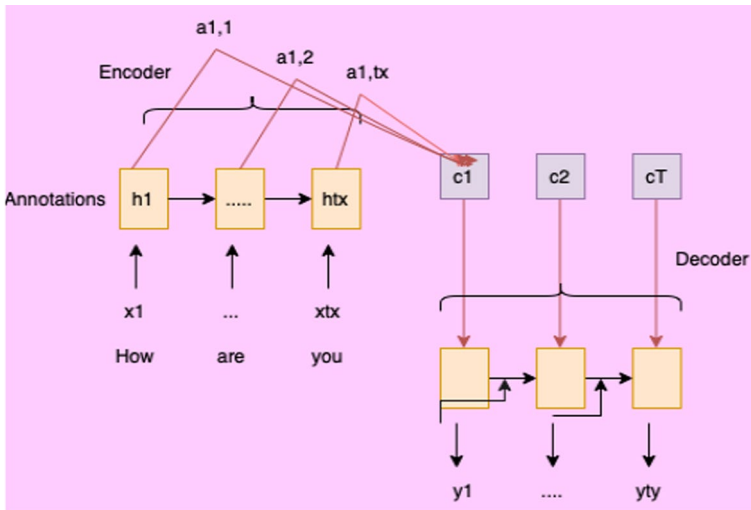 a1,1
a1,2
a1,tx
Encoder
c1
c2
cT
Annotations
h1
.....
htx
Decoder
x1
...
xtx
How
are
you
y1
....
yty